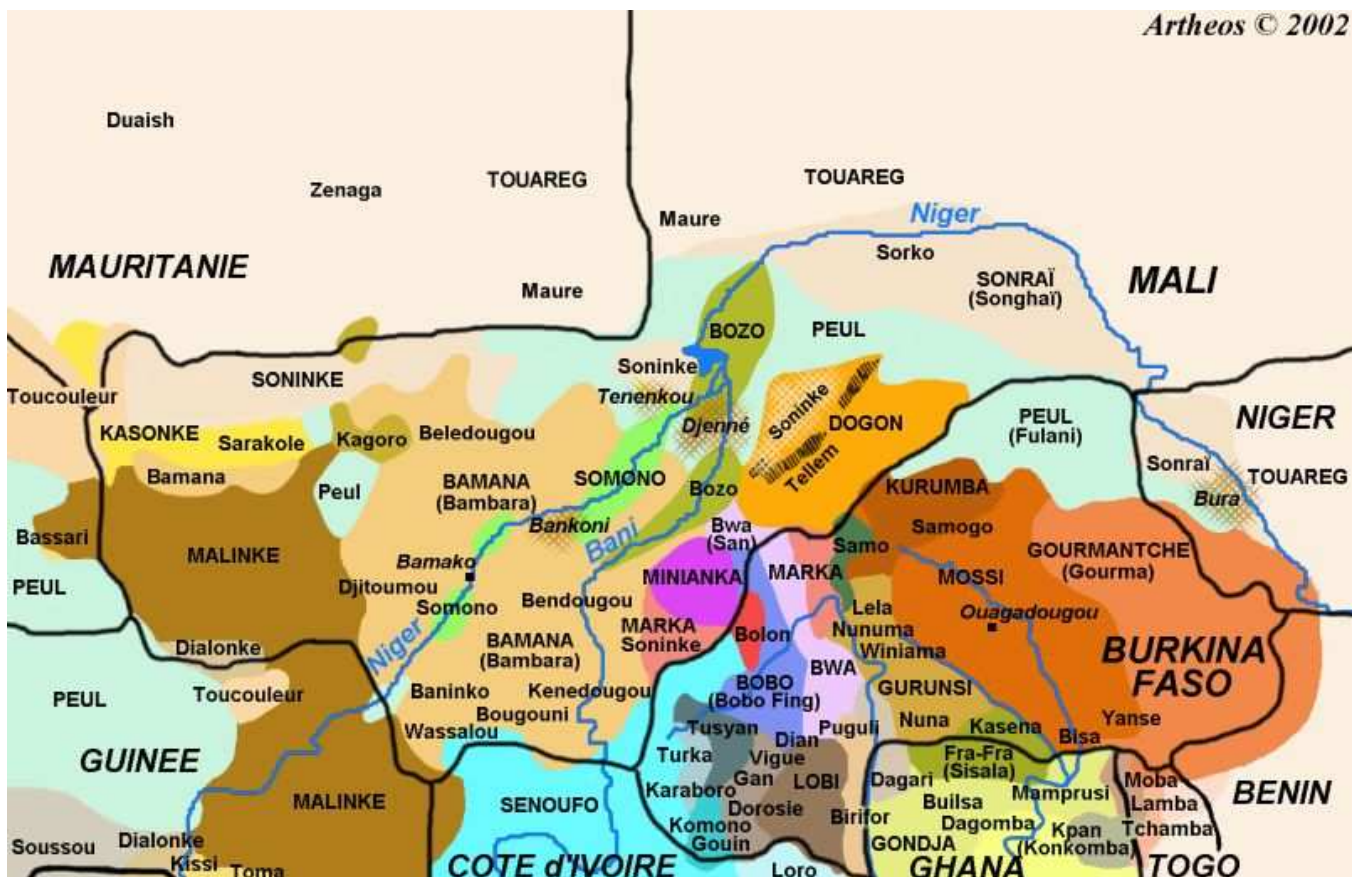 Artheos © 2002
Duaish
Zenaga
TOUAREG
TOUAREG
Maure
Niger
Sorko
MAURITANIE
SONRAÏ
(Songhaï)
MALI
Maure
BOZO
PEUL
Soninke
SONINKE
Toucouleur
Tenenkou
Soninke
Djenné
DOGON
PEUL
(Fulani)
NIGER
KASONKE
Sarakole
Kagoro
Beledougou
Tellem
Sonraï
TOUAREG
Bamana
Peul
BAMANA
(Bambara)
SOMONO
Bozo
KURUMBA
Bura
Bankoni
Bani
Bwa
(San)
Samogo
Bassari
MALINKE
Bamako
Samo
GOURMANTCHE
(Gourma)
PEUL
Djitoumou
MINIANKA
MARKA
MOSSI
Somono
Bendougou
Lela
Ouagadougou
Niger
MARKA
Soninke
Bolon
Nunuma
Winiama
Dialonke
BAMANA
(Bambara)
BWA
BURKINA
FASO
PEUL
Toucouleur
Baninko
Kenedougou
BOBO
(Bobo Fing)
GURUNSI
Bougouni
Wassalou
Tusyan
Puguli
Nuna
Kasena
Yanse
Dian
Bisa
GUINEE
Turka
Vigue
Fra-Fra
(Sisala)
Gan
LOBI
Dagari
Moba
MALINKE
SENOUFO
Karaboro
Mamprusi
BENIN
Dorosie
Builsa
Lamba
Birifor
Dagomba
Komono
Kpan
(Konkomba)
Tchamba
Soussou
Dialonke
Gouin
GONDJA
Kissi
Toma
COTE d'IVOIRE
Loro
GHANA
TOGO